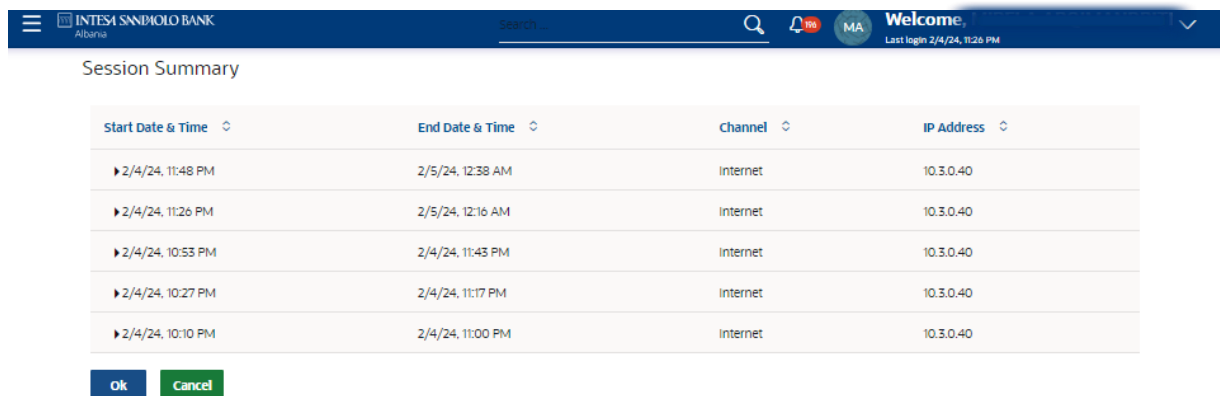 INTESA SANPAOLO BANK
Albania
Search...
196
MA
Welcome,
Last login 2/4/24, 11:26 PM
Session Summary
Start Date & Time End Date & Time Channel IP Address
2/4/24, 11:48 PM 2/5/24, 12:38 AM Internet 10.3.0.40
2/4/24, 11:26 PM 2/5/24, 12:16 AM Internet 10.3.0.40
2/4/24, 10:53 PM 2/4/24, 11:43 PM Internet 10.3.0.40
2/4/24, 10:27 PM 2/4/24, 11:17 PM Internet 10.3.0.40
2/4/24, 10:10 PM 2/4/24, 11:00 PM Internet 10.3.0.40
Ok Cancel